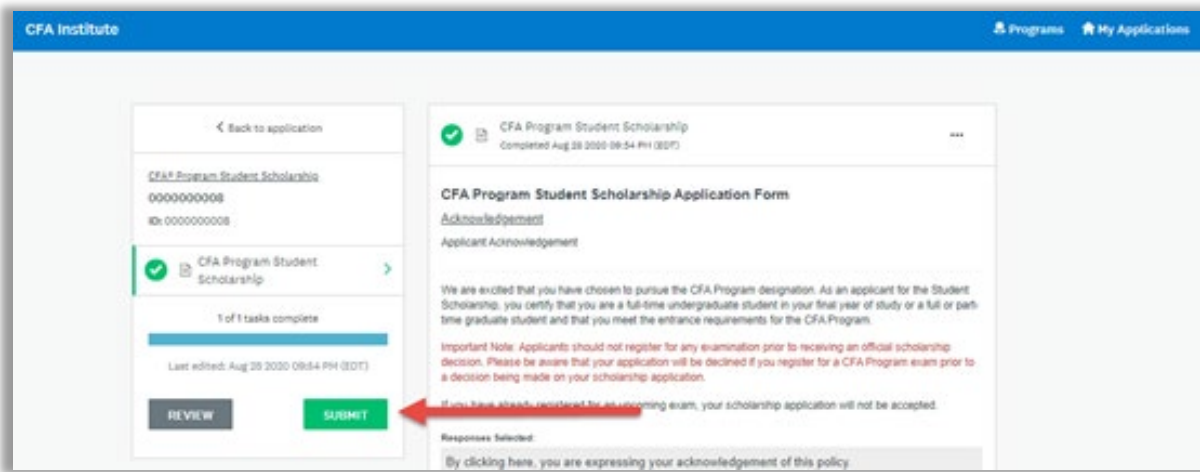 CFA Institute
Programs
My Applications
Back to application
CFA® Program Student Scholarship
0000000008
ID: 0000000008
CFA Program Student
Scholarship
1 of 1 tasks complete
Last edited: Aug 28 2020 09:54 PM (EDT)
REVIEW
SUBMIT
CFA Program Student Scholarship
Completed Aug 28 2020 09:54 PM (EDT)
...
CFA Program Student Scholarship Application Form
Acknowledgement
Applicant Acknowledgement
We are excited that you have chosen to pursue the CFA Program designation. As an applicant for the Student
Scholarship, you certify that you are a full-time undergraduate student in your final year of study or a full or part-
time graduate student and that you meet the entrance requirements for the CFA Program.
Important Note: Applicants should not register for any examination prior to receiving an official scholarship
decision. Please be aware that your application will be declined if you register for a CFA Program exam prior to
a decision being made on your scholarship application.
If you have already registered for an upcoming exam, your scholarship application will not be accepted.
Responses Selected:
By clicking here, you are expressing your acknowledgement of this policy.